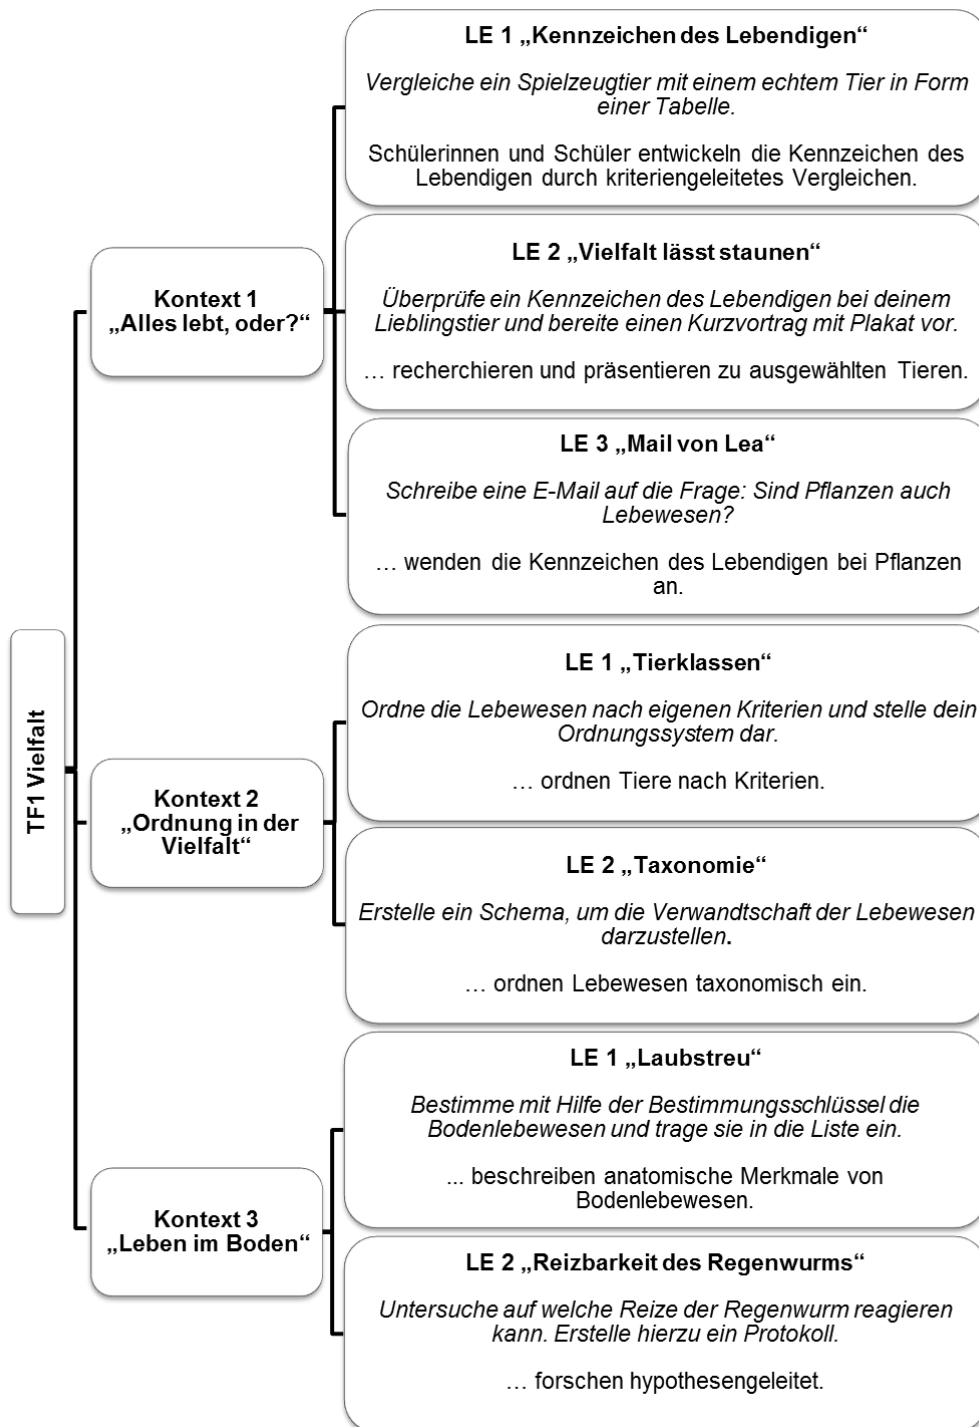 TF1 Vielfalt
Kontext 1
„Alles lebt, oder?“
LE 1 „Kennzeichen des Lebendigen“
Vergleiche ein Spielzeugtier mit einem echtem Tier in Form
einer Tabelle.
Schülerinnen und Schüler entwickeln die Kennzeichen des
Lebendigen durch kriteriengeleitetes Vergleichen.
LE 2 „Vielfalt lässt staunen“
Überprüfe ein Kennzeichen des Lebendigen bei deinem
Lieblingstier und bereite einen Kurzvortrag mit Plakat vor.
… recherchieren und präsentieren zu ausgewählten Tieren.
LE 3 „Mail von Lea“
Schreibe eine E-Mail auf die Frage: Sind Pflanzen auch
Lebewesen?
… wenden die Kennzeichen des Lebendigen bei Pflanzen
an.
Kontext 2
„Ordnung in der
Vielfalt“
LE 1 „Tierklassen“
Ordne die Lebewesen nach eigenen Kriterien und stelle dein
Ordnungssystem dar.
… ordnen Tiere nach Kriterien.
LE 2 „Taxonomie“
Erstelle ein Schema, um die Verwandtschaft der Lebewesen
darzustellen.
… ordnen Lebewesen taxonomisch ein.
Kontext 3
„Leben im Boden“
LE 1 „Laubstreu“
Bestimme mit Hilfe der Bestimmungsschlüssel die
Bodenlebewesen und trage sie in die Liste ein.
... beschreiben anatomische Merkmale von
Bodenlebewesen.
LE 2 „Reizbarkeit des Regenwurms“
Untersuche auf welche Reize der Regenwurm reagieren
kann. Erstelle hierzu ein Protokoll.
… forschen hypothesengeleitet.